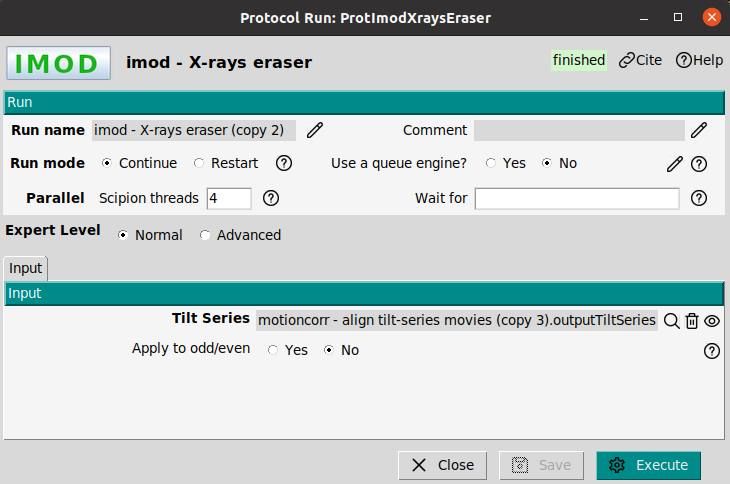 Protocol Run: ProtImodXraysEraser
IMOD imod - X-rays eraser finished Cite Help
Run
Run name imod - X-rays eraser (copy 2) Comment
Run mode Continue Restart Use a queue engine? Yes No
Parallel Scipion threads 4 Wait for
Expert Level Normal Advanced
Input
Input
Tilt Series motioncorr - align tilt-series movies (copy 3).outputTiltSeries
Apply to odd/even Yes No
Close Save Execute